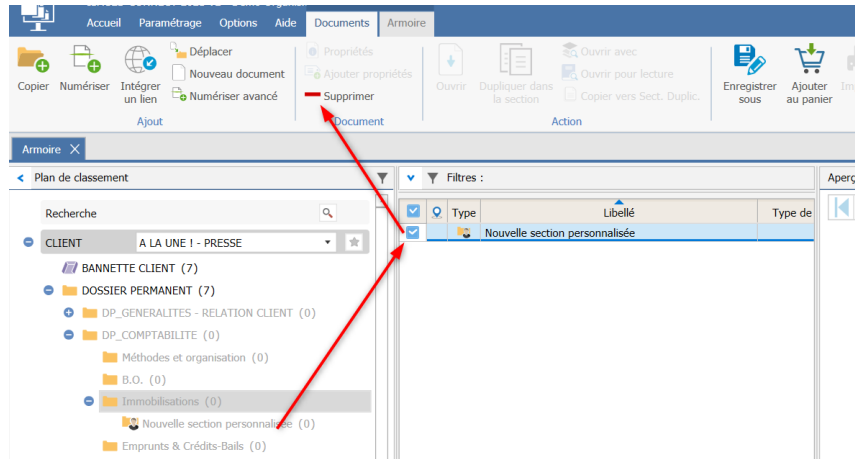 Accueil Paramétrage Options Aide Documents Armoire
Déplacer Propriétés Ouvrir avec
Nouveau document Ajouter propriétés Ouvrir pour lecture
Copier Numériser Intégrer un lien Numériser avancé Supprimer Ouvrir Dupliquer dans la section Copier vers Sect. Duplic. Enregistrer sous Ajouter au panier
Ajout Document Action
Armoire
Plan de classement Filtres :
Recherche Type Libellé Type de
CLIENT A LA UNE ! - PRESSE Nouvelle section personnalisée
BANNETTE CLIENT (7)
DOSSIER PERMANENT (7)
DP_GENERALITES - RELATION CLIENT (0)
DP_COMPTABILITE (0)
Méthodes et organisation (0)
B.O. (0)
Immobilisations (0)
Nouvelle section personnalisée (0)
Emprunts & Crédits-Bails (0)